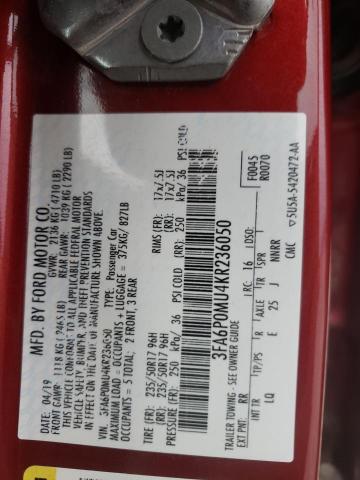 MFD. BY FORD MOTOR CO.
DATE: 04/19 GVWR: 2136 KG ( 4710 LB)
FRONT GAWR: 1118 KG ( 2465 LB) REAR GAWR: 1039 KG ( 2290 LB)
THIS VEHICLE CONFORMS TO ALL APPLICABLE FEDERAL MOTOR
VEHICLE SAFETY, BUMPER, AND THEFT PREVENTION STANDARDS
IN EFFECT ON THE DATE OF MANUFACTURE SHOWN ABOVE.
VIN: 3FA6P0MU4KR236050 TYPE: Passenger Car
MAXIMUM LOAD = OCCUPANTS + LUGGAGE = 375KG/ 827LB
OCCUPANTS = 5 TOTAL: 2 FRONT, 3 REAR
TIRE (FR): 235/50R17 96H RIMS (FR): 17x7.5J
(RR): 235/50R17 96H (RR): 17x7.5J
PRESSURE (FR): 250 kPa/ 36 PSI COLD (RR): 250 kPa/ 36 PSI COLD
3FA6P0MU4KR236050
TRAILER TOWING - SEE OWNER GUIDE
F0045
R0070
EXT PNT: RR RC: 16 DSO:
INT TR TP/PS R AXLE TR SPR
LQ E 25 J NNRR
CMC ▽5U5A-5420472-AA